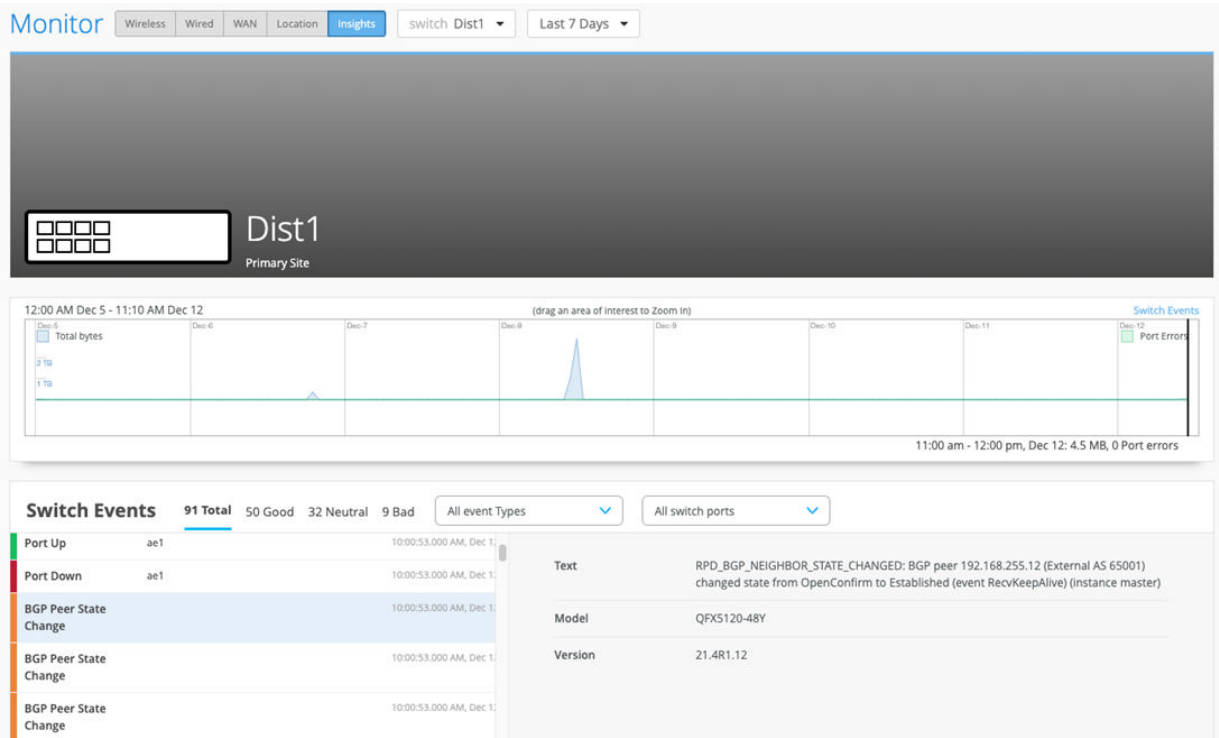 Monitor Wireless Wired WAN Location Insights switch Dist1 Last 7 Days
Dist1
Primary Site
12:00 AM Dec 5 - 11:10 AM Dec 12 (drag an area of interest to Zoom in) Switch Events
Dec-5 Dec-6 Dec-7 Dec-8 Dec-9 Dec-10 Dec-11 Dec-12
Total bytes Port Errors
2 TB
1 TB
11:00 am - 12:00 pm, Dec 12: 4.5 MB, 0 Port errors
Switch Events 91 Total 50 Good 32 Neutral 9 Bad All event Types All switch ports
Port Up ae1 10:00:53.000 AM, Dec 1
Port Down ae1 10:00:53.000 AM, Dec 1
BGP Peer State
Change
10:00:53.000 AM, Dec 1
BGP Peer State
Change
10:00:53.000 AM, Dec 1
BGP Peer State
Change
10:00:53.000 AM, Dec 1
Text RPD_BGP_NEIGHBOR_STATE_CHANGED: BGP peer 192.168.255.12 (External AS 65001)
changed state from OpenConfirm to Established (event RecvKeepAlive) (instance master)
Model QFX5120-48Y
Version 21.4R1.12